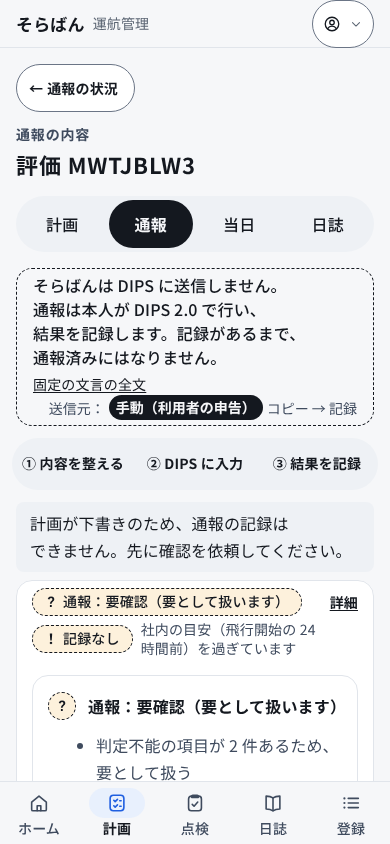 そらばん 運航管理
← 通報の状況
通報の内容
評価 MWTJBLW3
計画 通報 当日 日誌
そらばんは DIPS に送信しません。
通報は本人が DIPS 2.0 で行い、
結果を記録します。記録があるまで、
通報済みにはなりません。
固定の文言の全文
送信元： 手動（利用者の申告） コピー → 記録
① 内容を整える ② DIPS に入力 ③ 結果を記録
計画が下書きのため、通報の記録は
できません。先に確認を依頼してください。
? 通報：要確認（要として扱います） 詳細
! 記録なし 社内の目安（飛行開始の 24
時間前）を過ぎています
? 通報：要確認（要として扱います）
• 判定不能の項目が 2 件あるため、
要として扱う
ホーム 計画 点検 日誌 登録